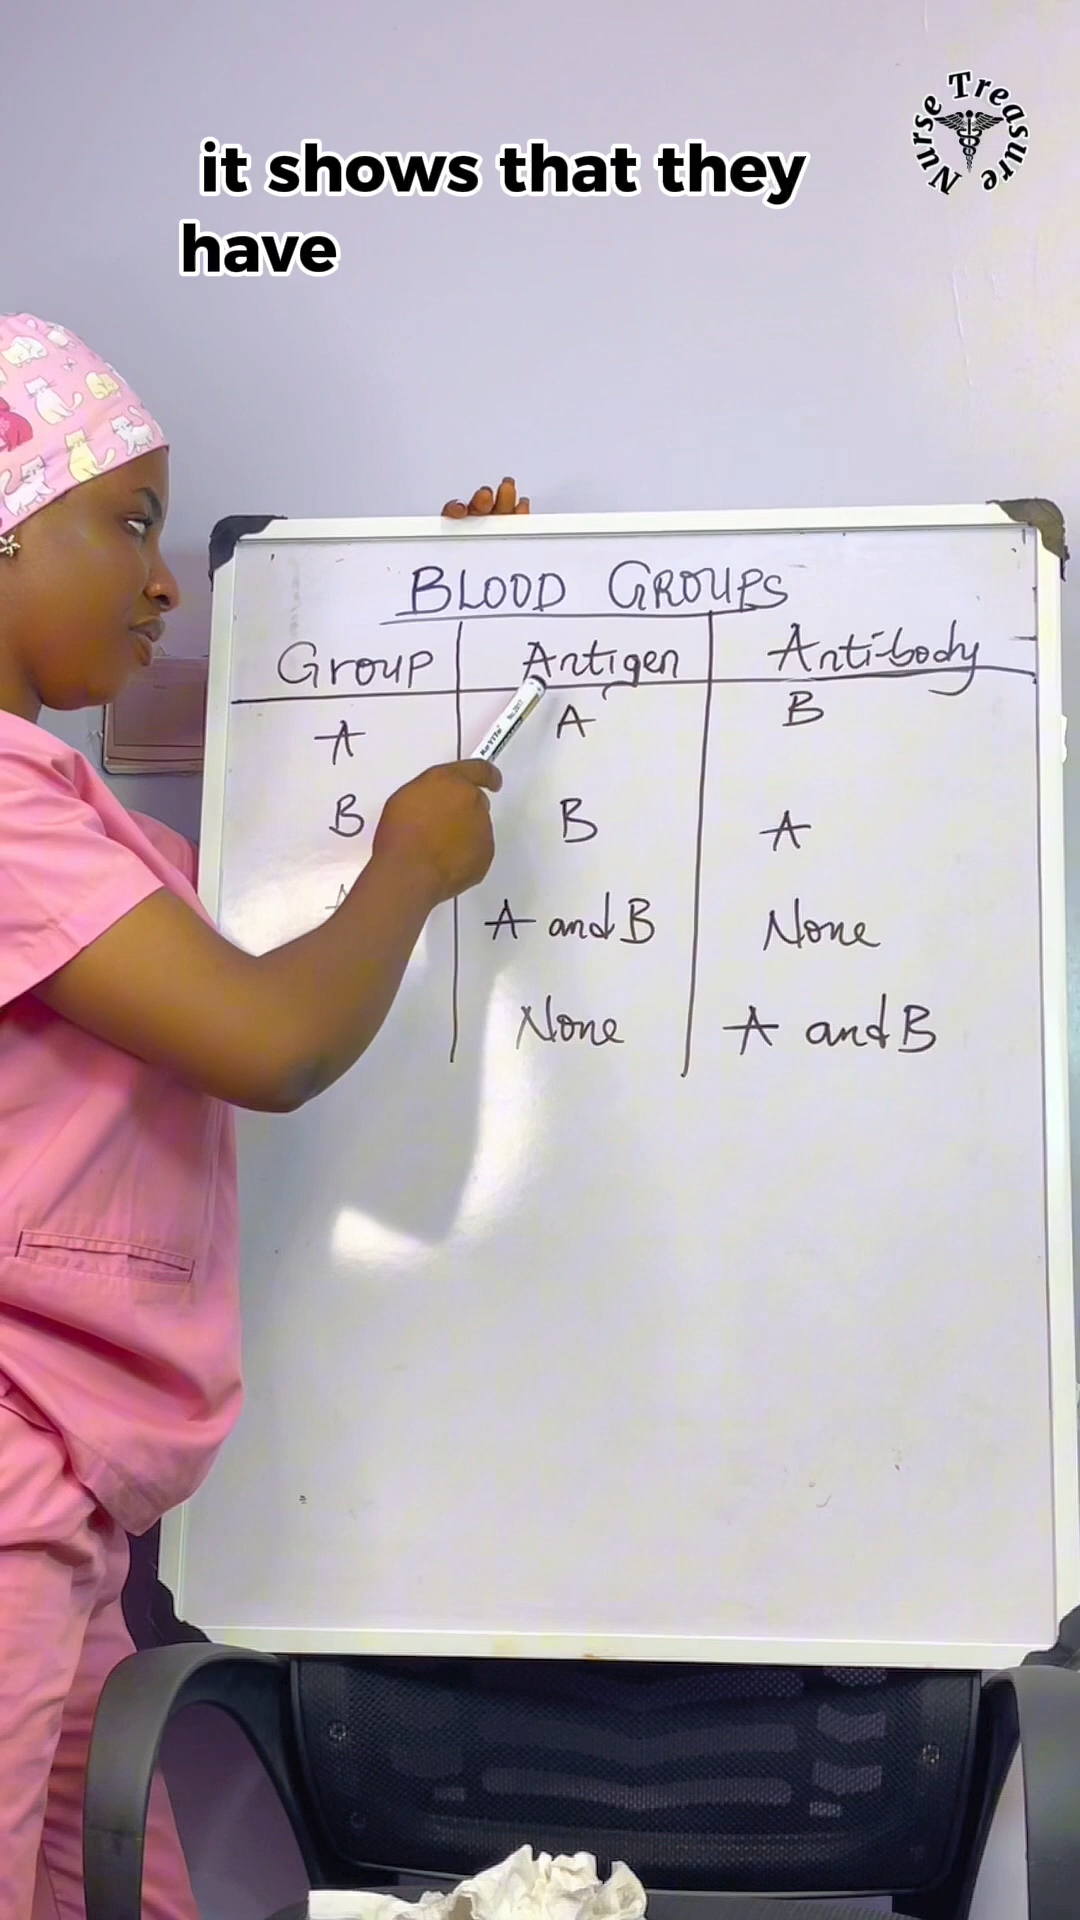 Nurse Treasure
it shows that they
have
BLOOD GROUPS
Group Antigen Antibody
A A B
B B A
A and B None
None A and B